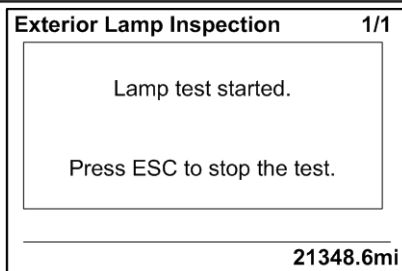 Exterior Lamp Inspection 1/1
Lamp test started.
Press ESC to stop the test.
21348.6mi